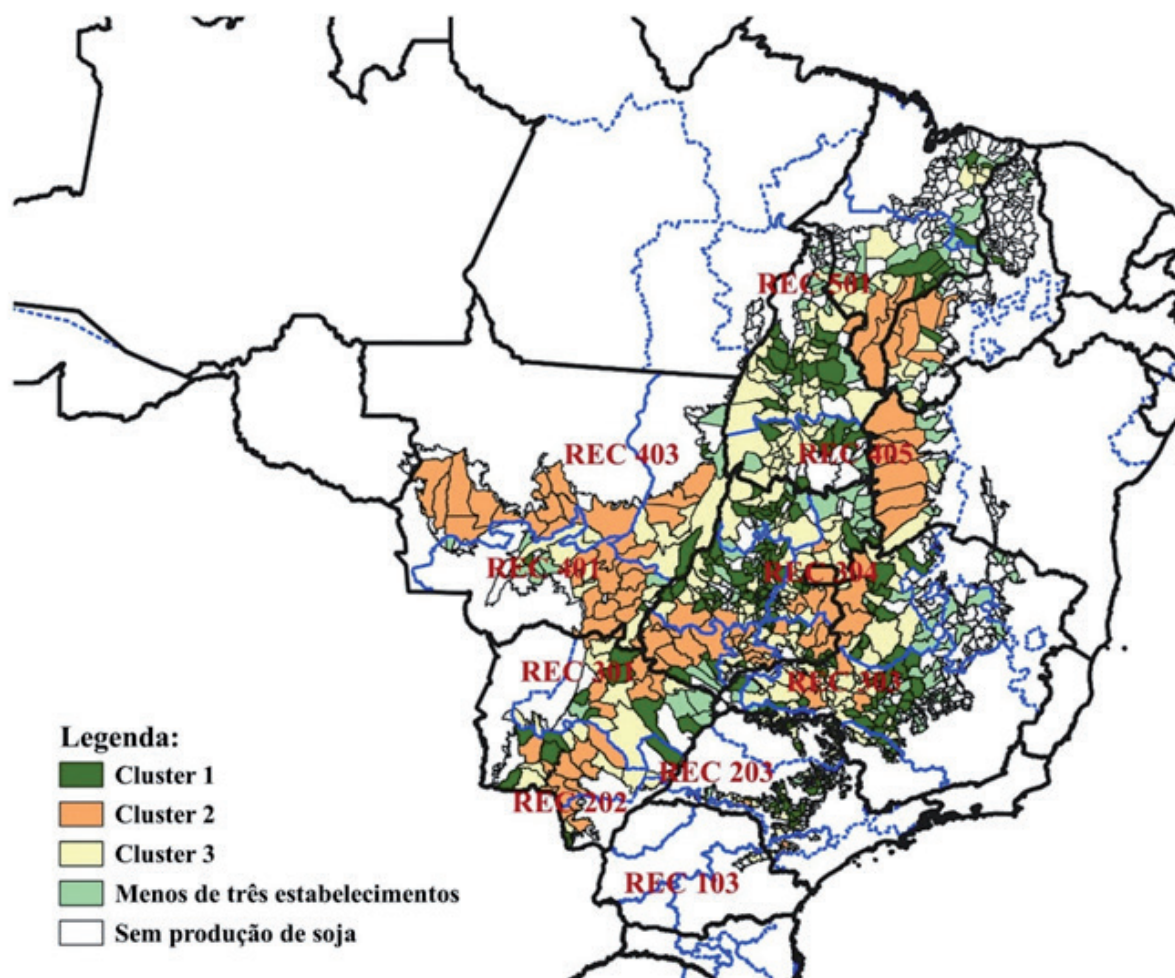 REC 501
REC 403
REC 405
REC 401
REC 304
REC 301
REC 303
REC 203
REC 202
REC 103
Legenda:
Cluster 1
Cluster 2
Cluster 3
Menos de três estabelecimentos
Sem produção de soja